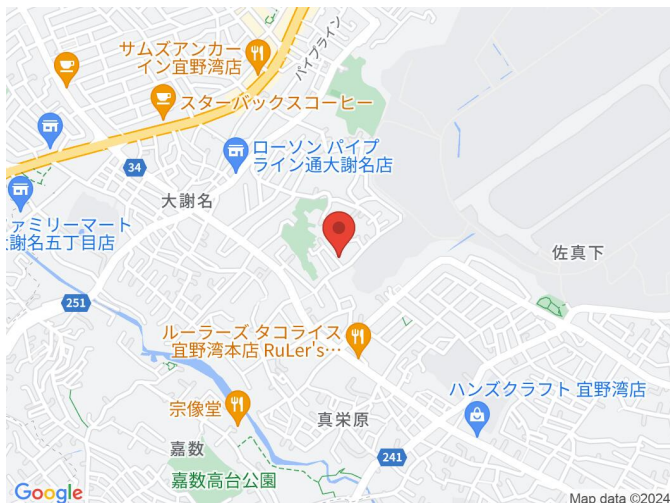 サムズアンカー
イン宜野湾店
パイプライン
スターバックスコーヒー
ローソン パイプ
ライン通大謝名店
34
大謝名
ファミリーマート
大謝名五丁目店
佐真下
251
ルーラーズ タコライス
宜野湾本店 RuLer's…
ハンズクラフト 宜野湾店
宗像堂
真栄原
嘉数
241
嘉数高台公園
Google
Map data ©2024